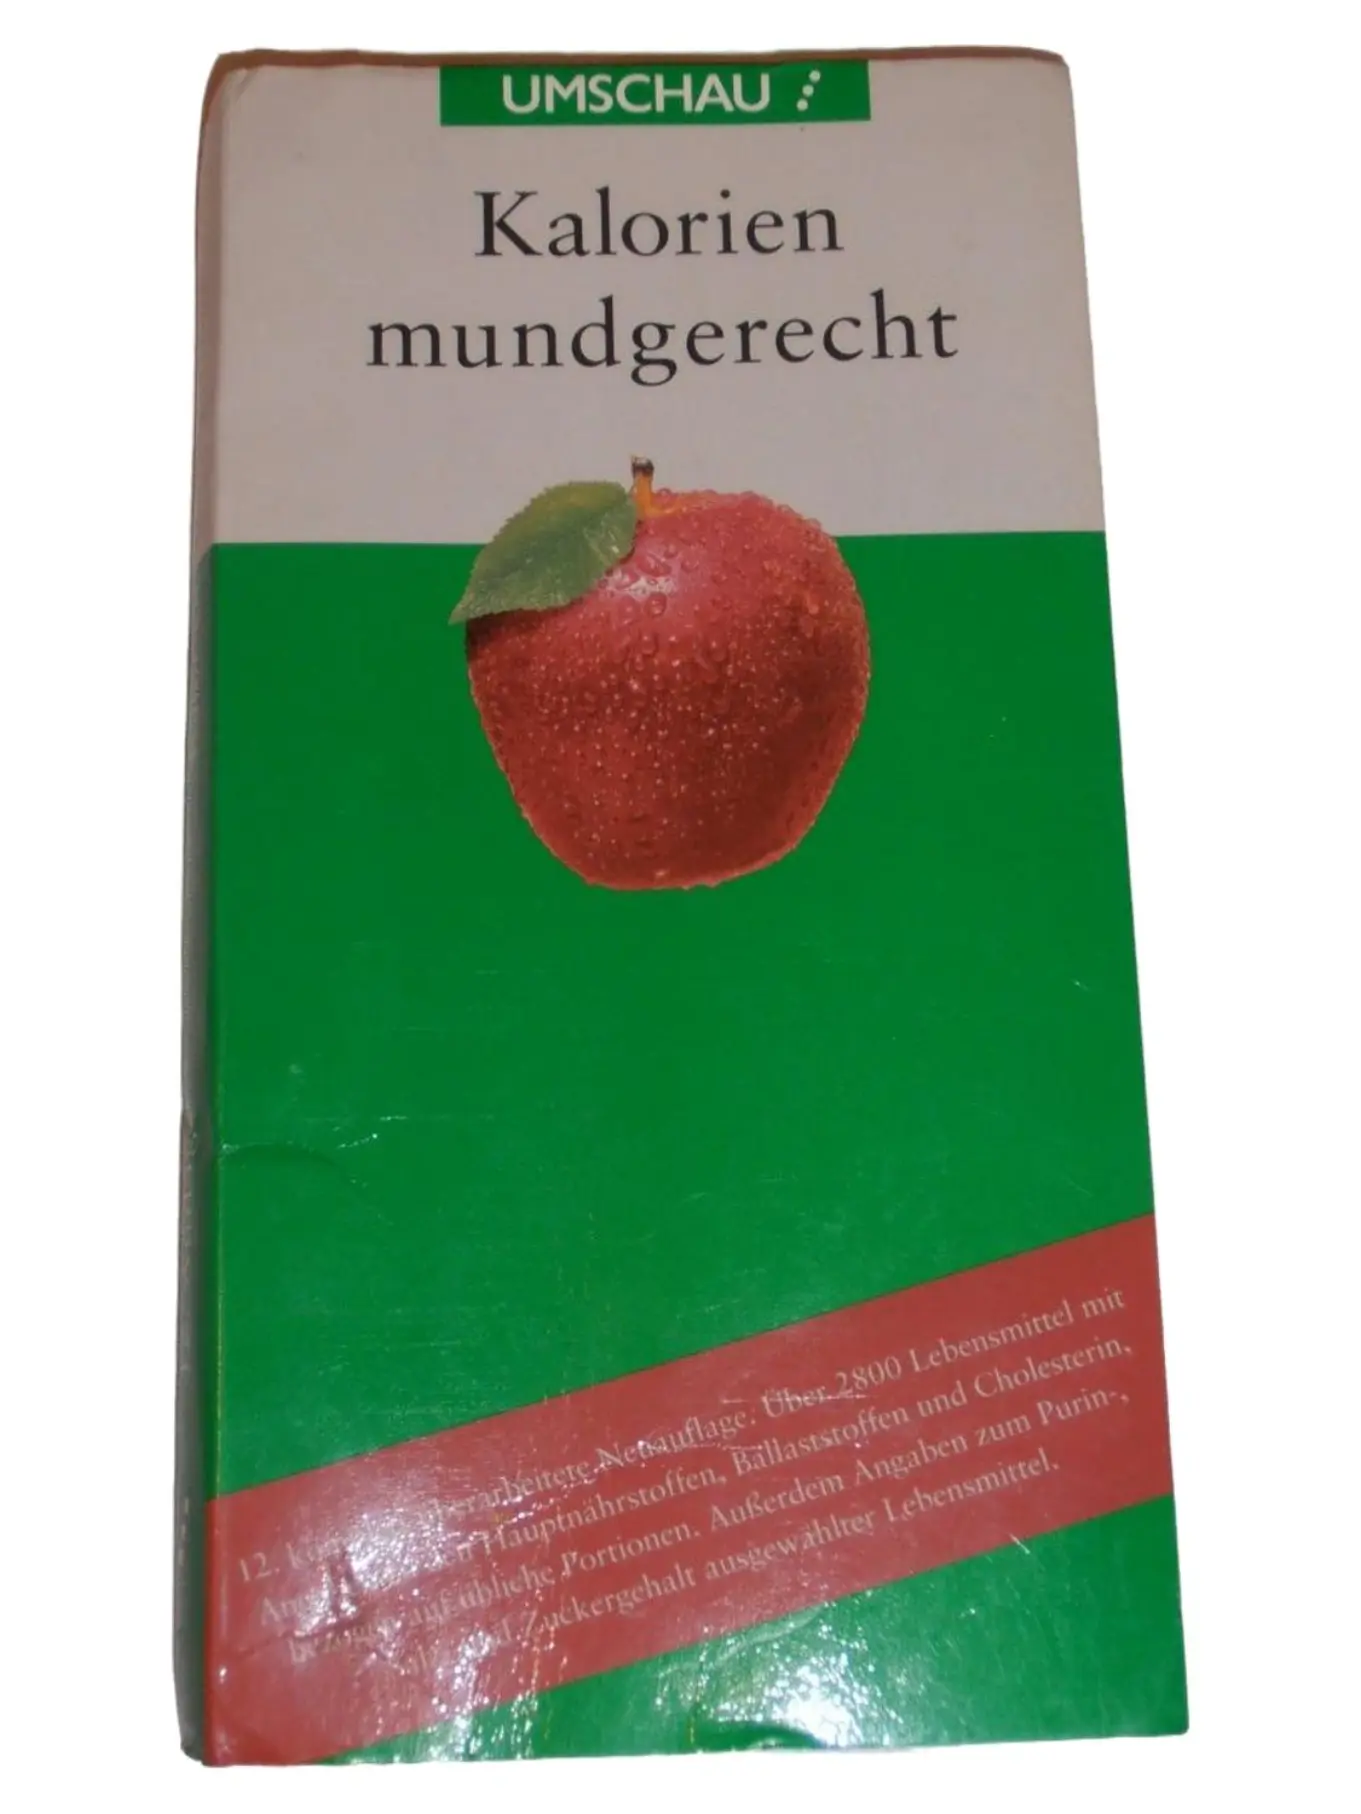 UMSCHAU
Kalorien
mundgerecht
12. Neuauflage: Über 2800 Lebensmittel mit
Hauptnährstoffen, Ballaststoffen und Cholesterin,
auf übliche Portionen. Außerdem Angaben zum Purin-,
Zuckergehalt ausgewählter Lebensmittel.